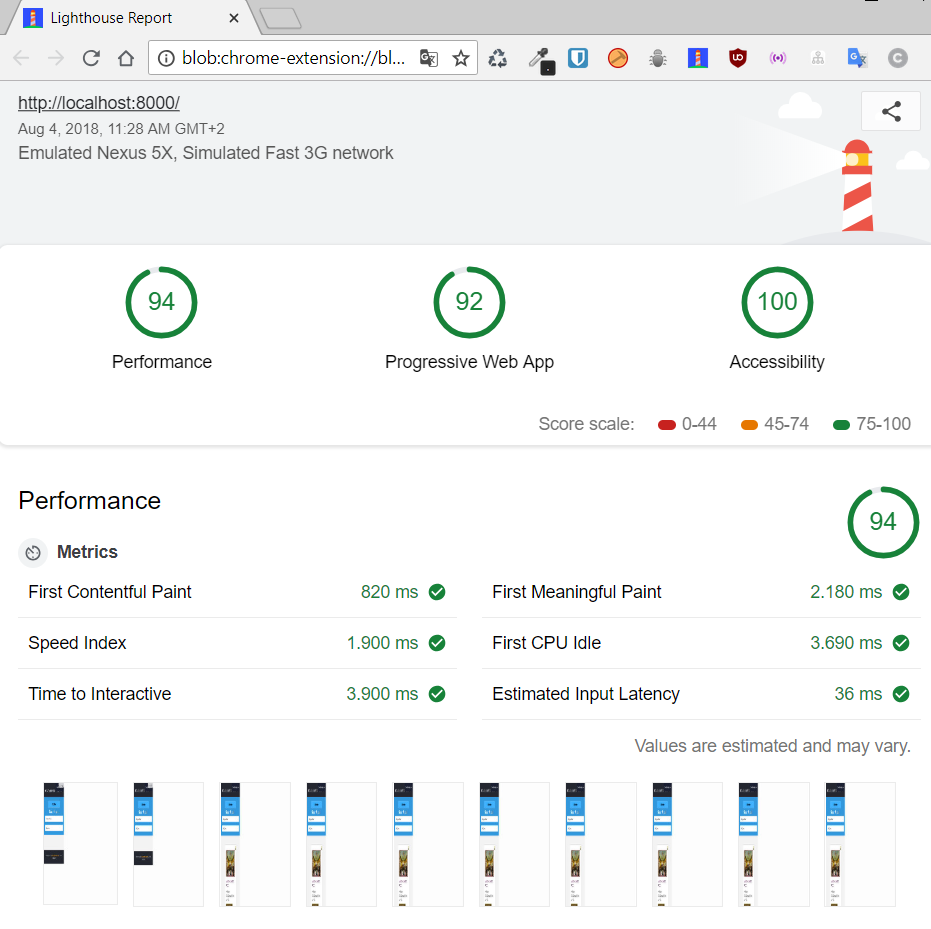 Lighthouse Report
blob:chrome-extension://bl...
http://localhost:8000/
Aug 4, 2018, 11:28 AM GMT+2
Emulated Nexus 5X, Simulated Fast 3G network
94
92
100
Performance
Progressive Web App
Accessibility
Score scale: 0-44 45-74 75-100
Performance
94
Metrics
First Contentful Paint 820 ms
First Meaningful Paint 2.180 ms
Speed Index 1.900 ms
First CPU Idle 3.690 ms
Time to Interactive 3.900 ms
Estimated Input Latency 36 ms
Values are estimated and may vary.